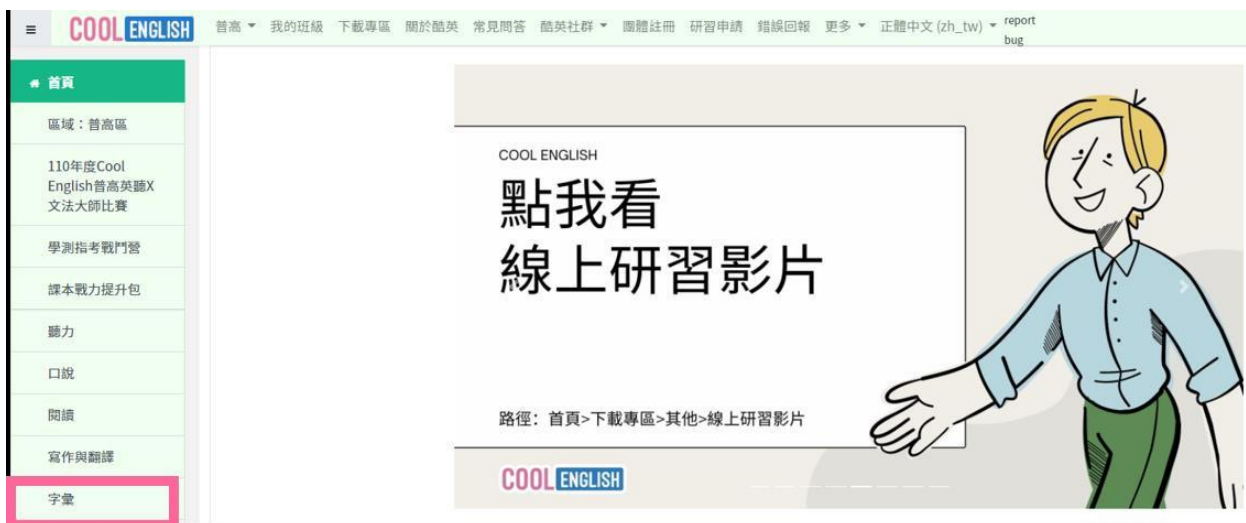 ≡ COOL ENGLISH 普高 我的班級 下載專區 關於酷英 常見問答 酷英社群 團體註冊 研習申請 錯誤回報 更多 正體中文 (zh_tw) report
bug
首頁
區域：普高區
110年度Cool
English普高英聽X
文法大師比賽
學測指考戰鬥營
課本戰力提升包
聽力
口說
閱讀
寫作與翻譯
字彙
COOL ENGLISH
點我看
線上研習影片
路徑：首頁>下載專區>其他>線上研習影片
COOL ENGLISH